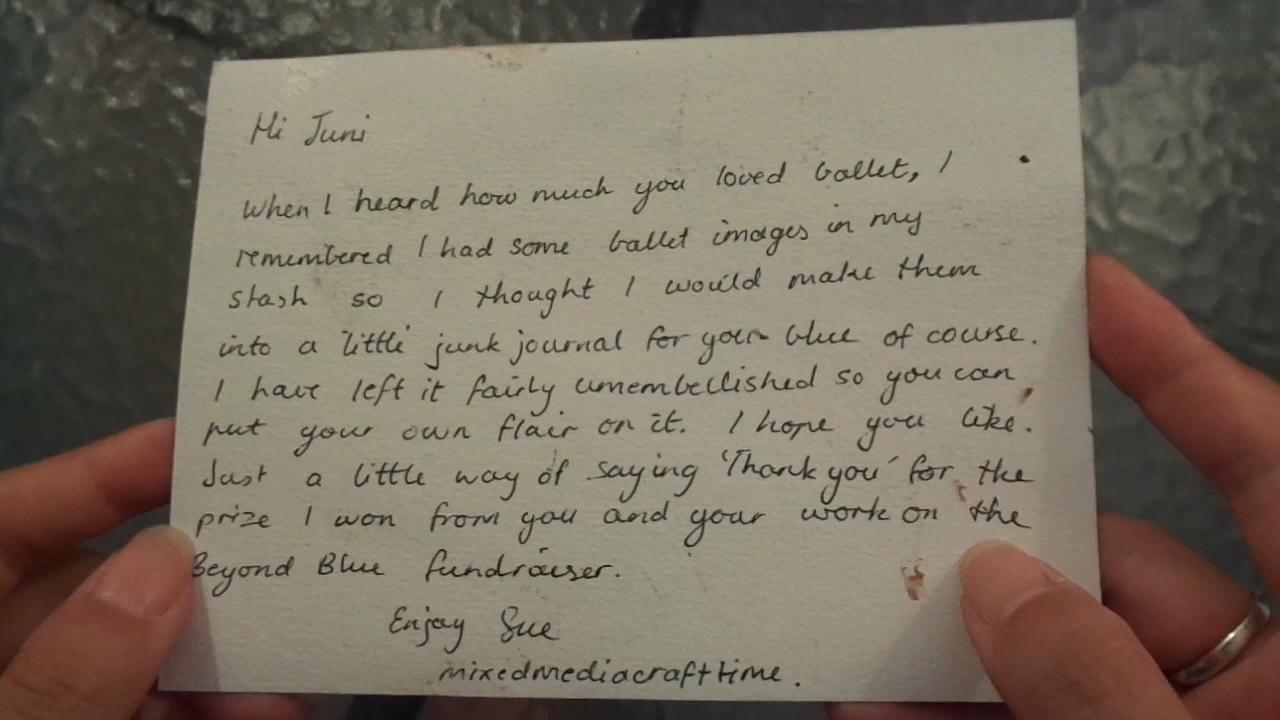 Hi Juni
When I heard how much you loved ballet, I
remembered I had some ballet images in my
stash so I thought I would make them
into a 'little' junk journal for your blue of course.
I have left it fairly umembellished so you can
put your own flair on it. I hope you like.
Just a little way of saying 'Thank you' for the
prize I won from you and your work on the
Beyond Blue fundraiser.
Enjoy Sue
mixedmediacrafttime.